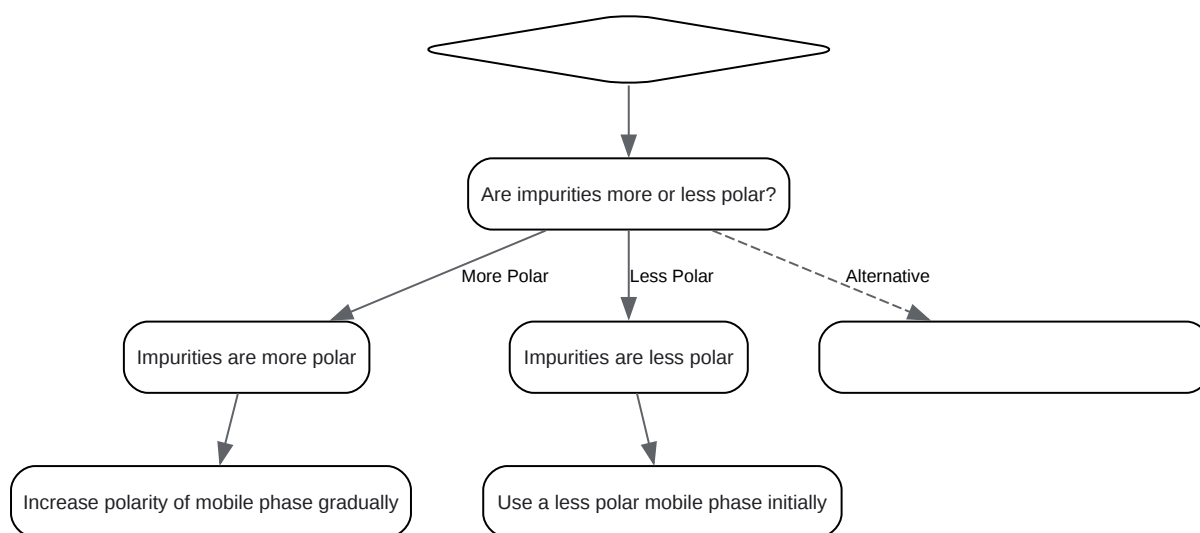 Are impurities more or less polar?
More Polar
Less Polar
Alternative
Impurities are more polar
Impurities are less polar
Increase polarity of mobile phase gradually
Use a less polar mobile phase initially